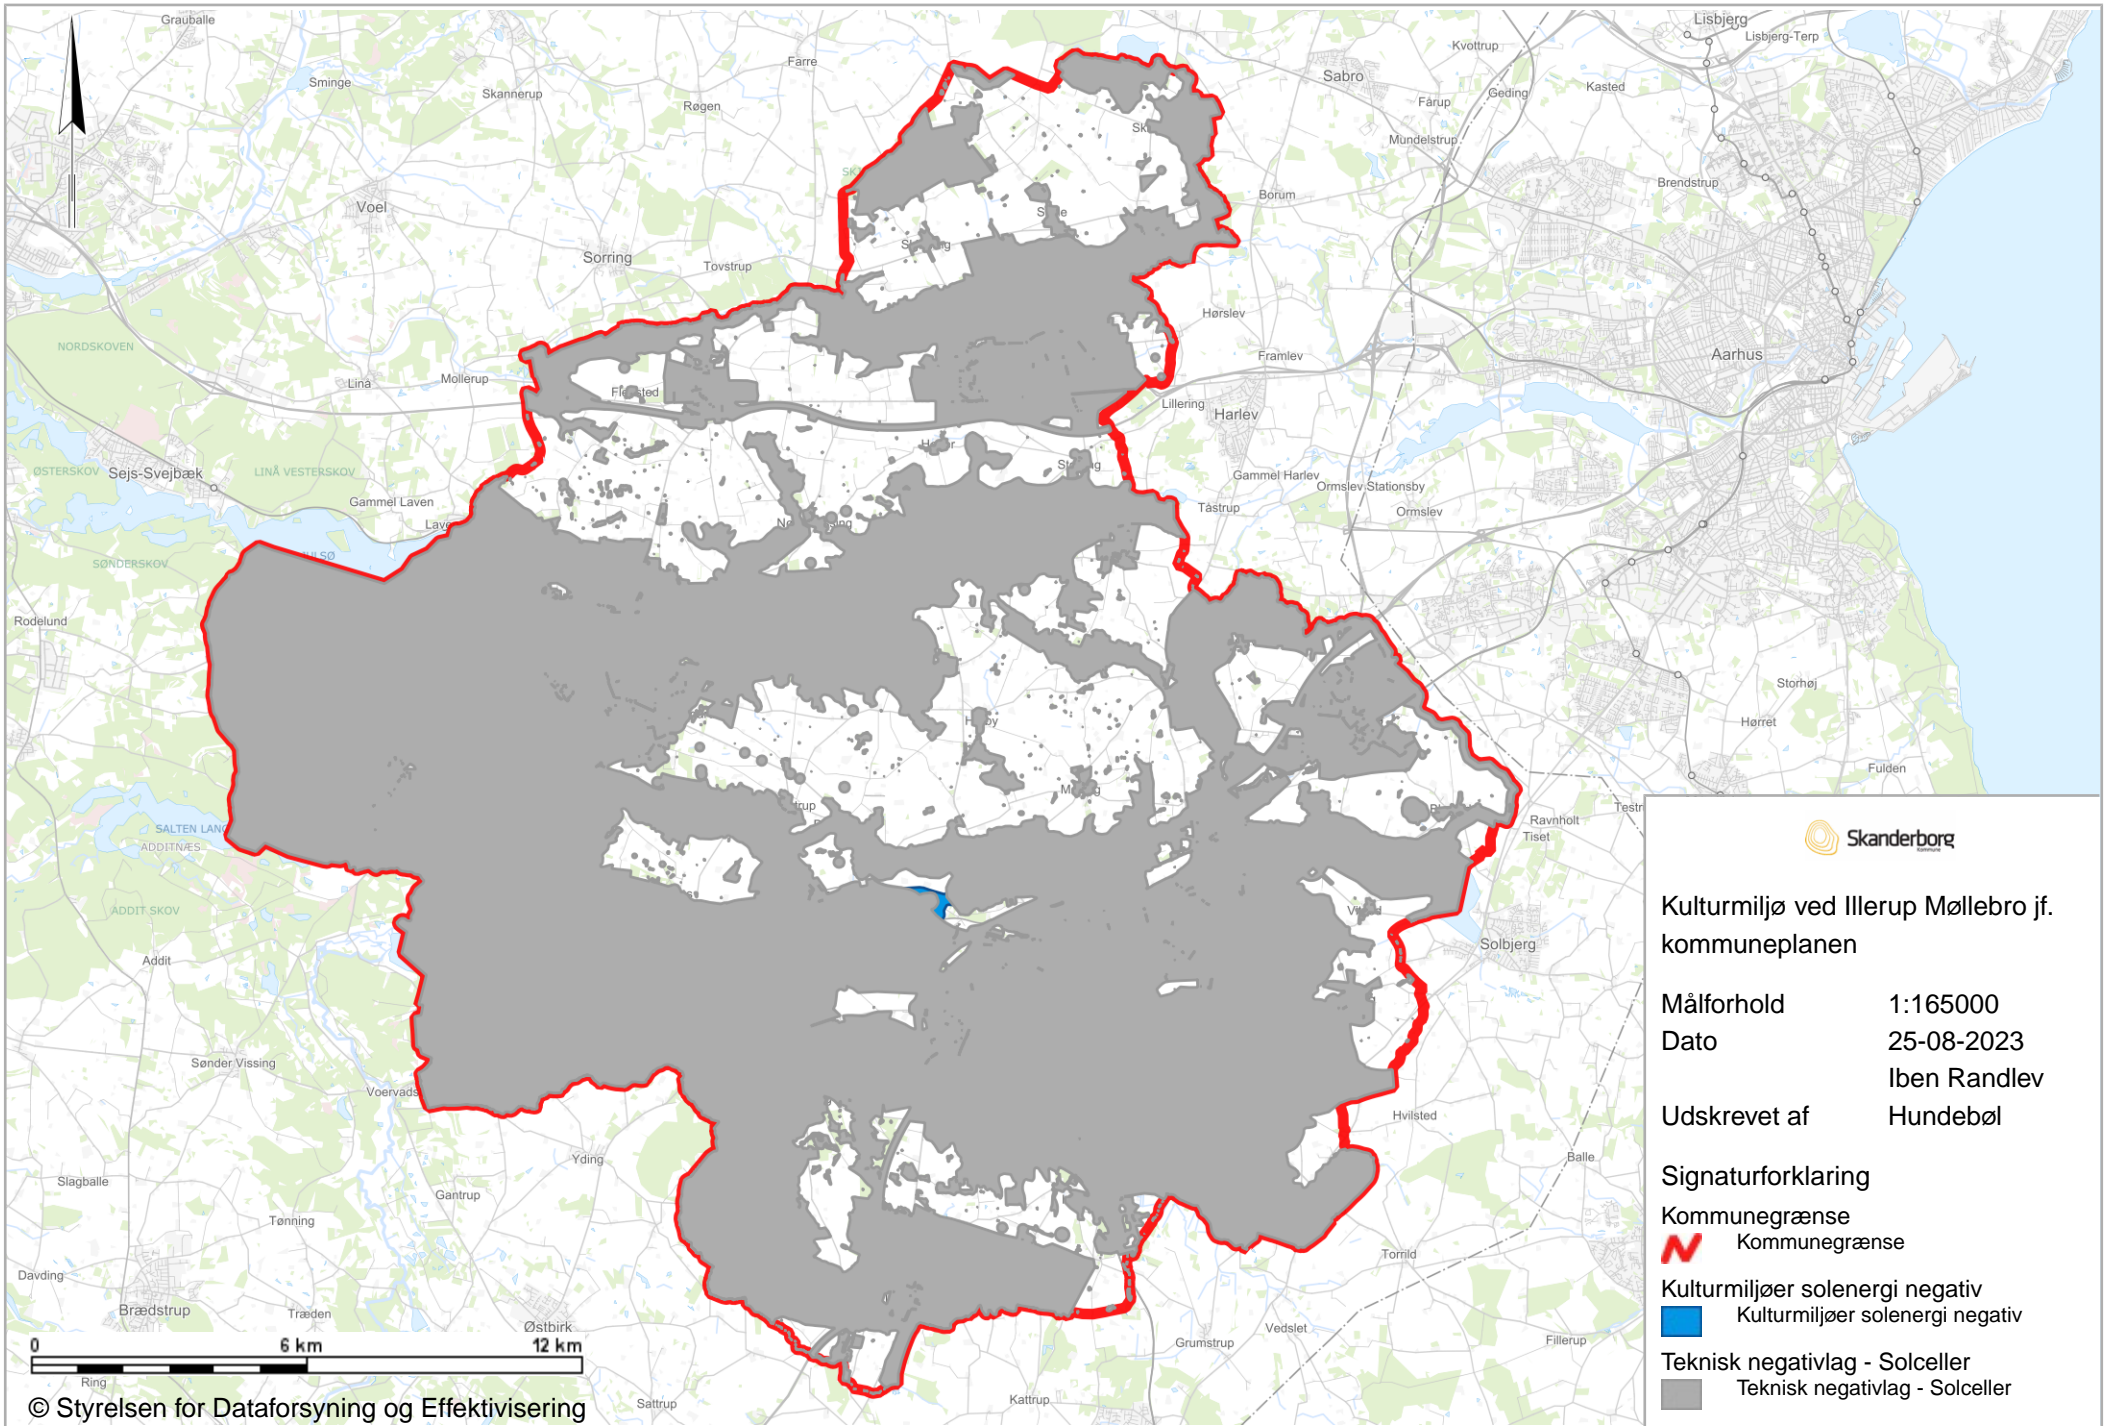 Grauballe
Sminge
Skannerup
Farre
Røgen
Voel
Sorring
Tovstrup
Lisbjerg
Lisbjerg-Terp
Kvottrup
Sabro
Geding
Kasted
Fårup
Mundelstrup
Borum
Brendstrup
NORDSKOVEN
Linå
Mollerup
Hørslev
Framlev
Aarhus
Lillering
Harlev
ØSTERSKOV
Sejs-Svejbæk
LINÅ VESTERSKOV
Gammel Laven
Gammel Harlev
Ormslev Stationsby
Tåstrup
Ormslev
SØNDERSKOV
Rodelund
Storhøj
Hørret
Fulden
SALTEN LANG
ADDITNÆS
Ravnholt
Tiset
ADDIT SKOV
Addit
Solbjerg
Sønder Vissing
Voervads
Hvilsted
Yding
Balle
Slagballe
Gantrup
Tønning
Torrild
Davding
Brædstrup
Træden
Østbirk
Vedslet
Grumstrup
Fillerup
Ring
Sattrup
Kattrup
0 6 km 12 km
© Styrelsen for Dataforsyning og Effektivisering
Skanderborg
Kommune
Kulturmiljø ved Illerup Møllebro jf.
kommuneplanen
Målforhold 1:165000
Dato 25-08-2023
Iben Randlev
Udskrevet af Hundebøl
Signaturforklaring
Kommunegrænse
Kommunegrænse
Kulturmiljøer solenergi negativ
Kulturmiljøer solenergi negativ
Teknisk negativlag - Solceller
Teknisk negativlag - Solceller